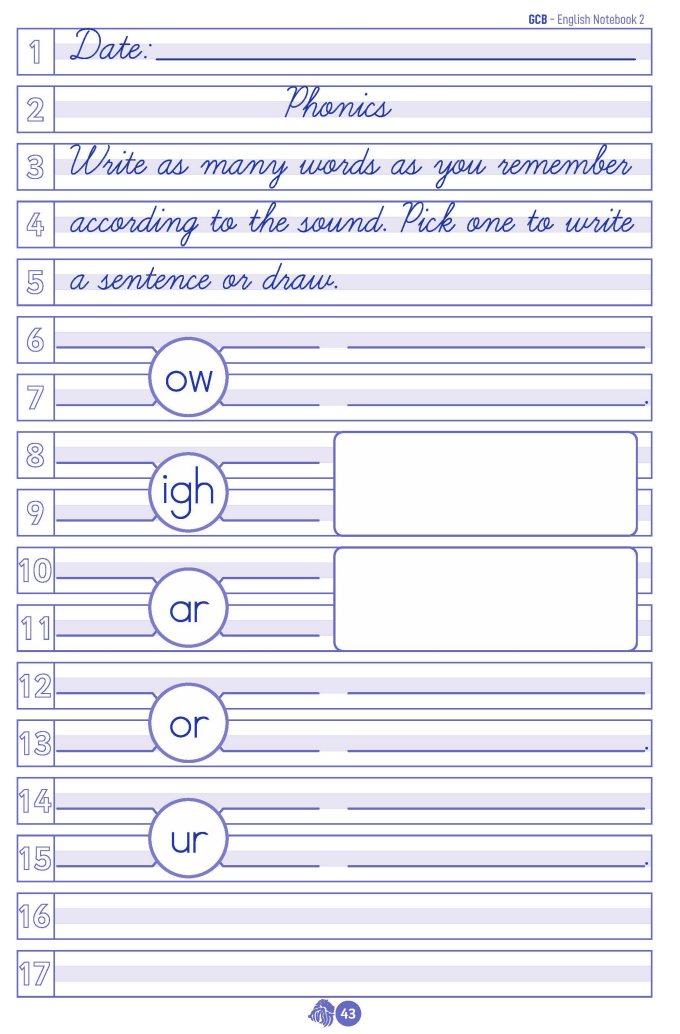 GCB - English Notebook 2
1 Date:
2 Phonics
3 Write as many words as you remember
4 according to the sound. Pick one to write
5 a sentence or draw.
6
ow
7 .
8
igh
9
10
ar
11
12
or
13 .
14
ur
15 .
16
17
43